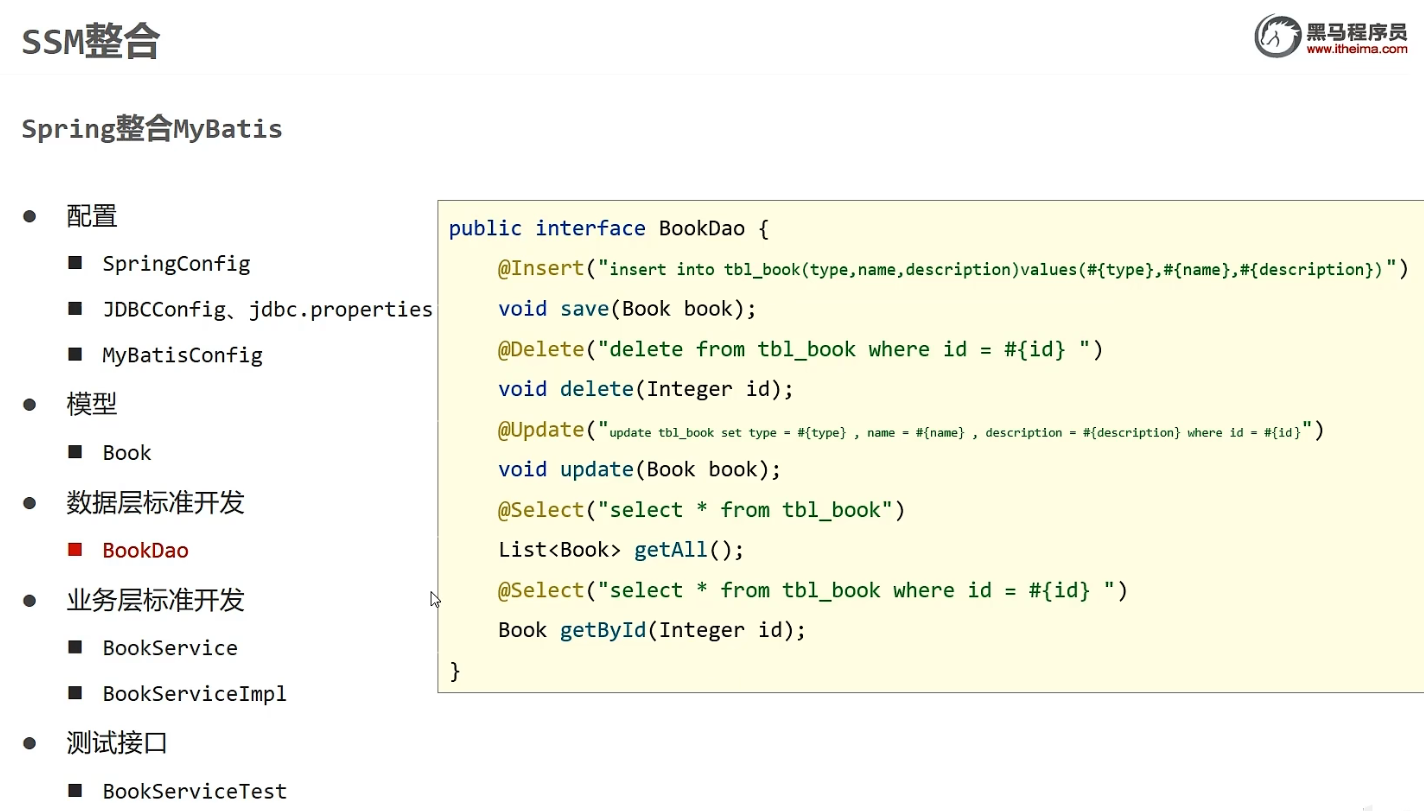 SSM整合
黑马程序员
www.itheima.com
Spring整合MyBatis
配置
SpringConfig
JDBCConfig、jdbc.properties
MyBatisConfig
模型
Book
数据层标准开发
BookDao
业务层标准开发
BookService
BookServiceImpl
测试接口
BookServiceTest
public interface BookDao {
@Insert("insert into tbl_book(type,name,description)values(#{type},#{name},#{description})")
void save(Book book);
@Delete("delete from tbl_book where id = #{id} ")
void delete(Integer id);
@Update("update tbl_book set type = #{type} , name = #{name} , description = #{description} where id = #{id}")
void update(Book book);
@Select("select * from tbl_book")
List<Book> getAll();
@Select("select * from tbl_book where id = #{id} ")
Book getById(Integer id);
}